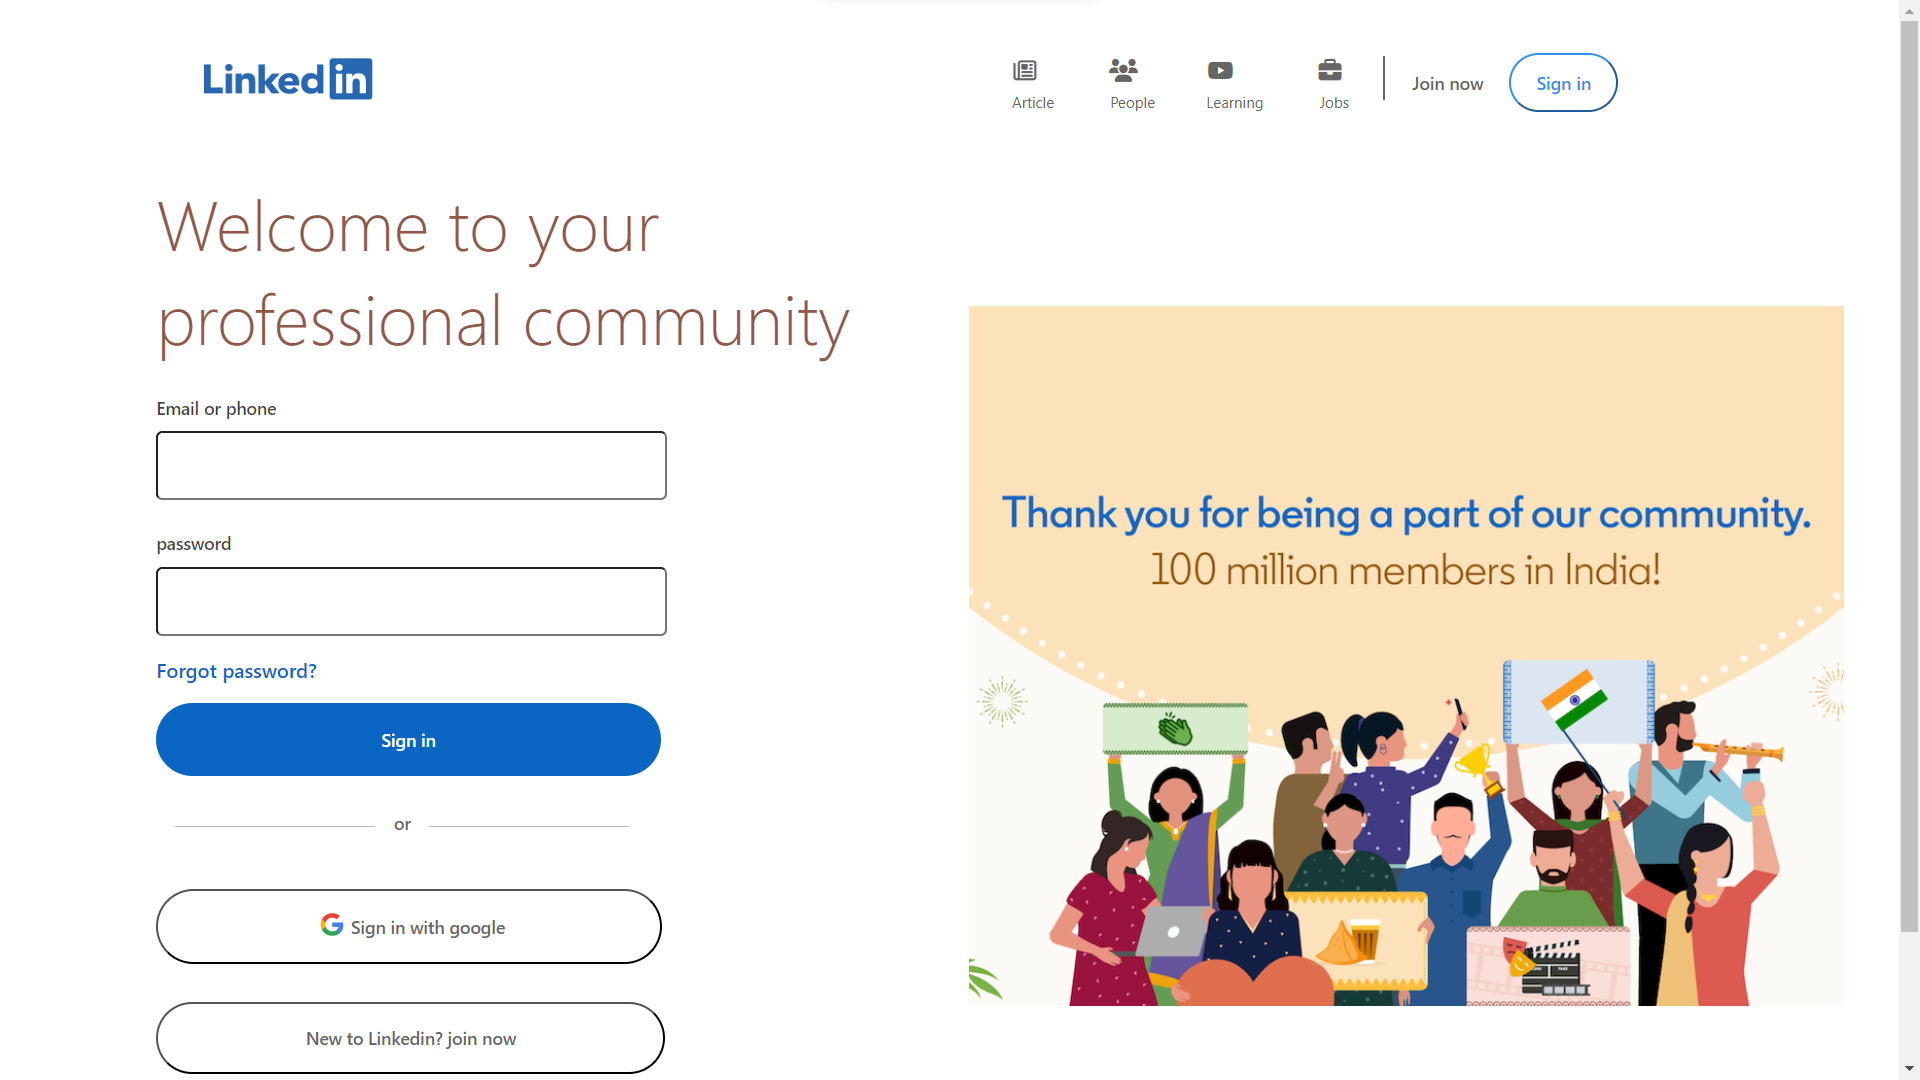 Linked in
Article People Learning Jobs Join now Sign in
Welcome to your
professional community
Email or phone
password
Forgot password?
Sign in
or
Sign in with google
New to Linkedin? join now
Thank you for being a part of our community.
100 million members in India!